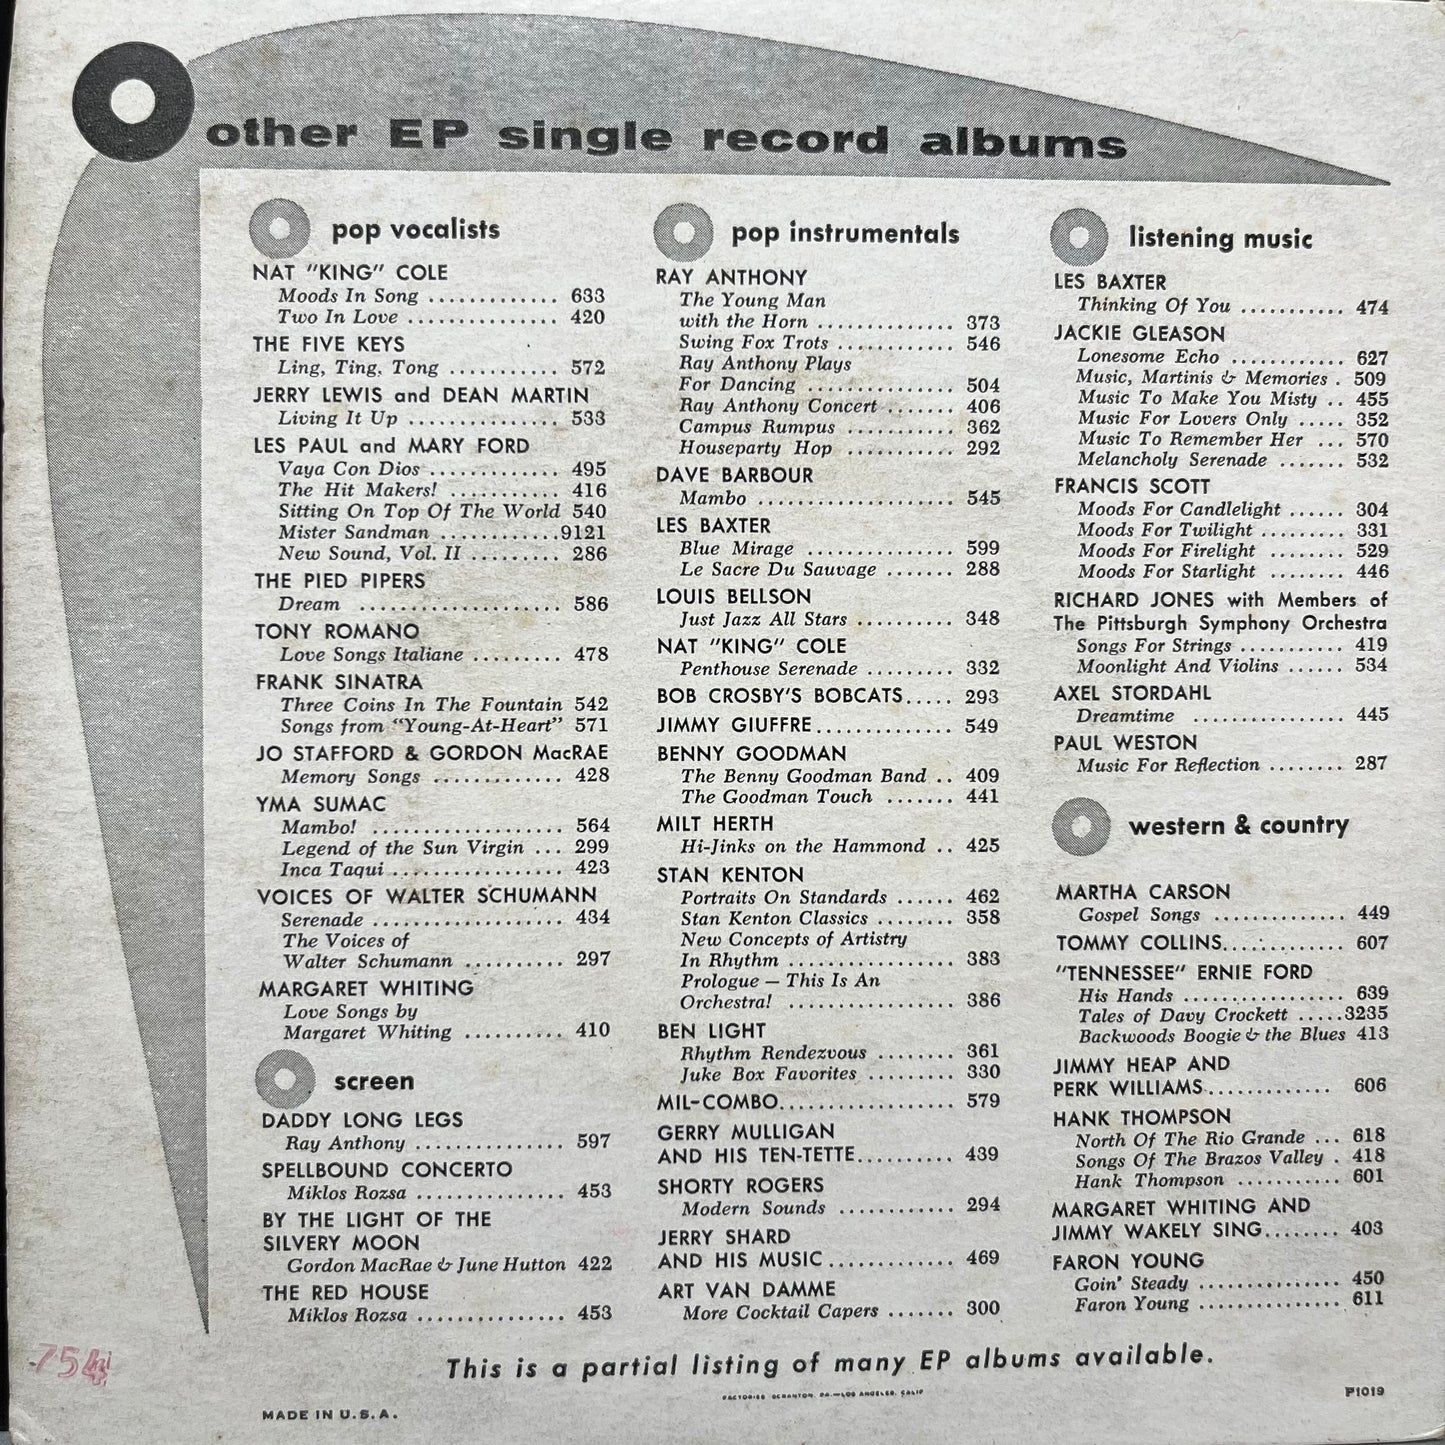 other EP single record albums
pop vocalists
NAT "KING" COLE
Moods In Song ............. 633
Two In Love ............... 420
THE FIVE KEYS
Ling, Ting, Tong ........... 572
JERRY LEWIS and DEAN MARTIN
Living It Up ............... 533
LES PAUL and MARY FORD
Vaya Con Dios ............. 495
The Hit Makers! ........... 416
Sitting On Top Of The World 540
Mister Sandman ............9121
New Sound, Vol. II ......... 286
THE PIED PIPERS
Dream .................... 586
TONY ROMANO
Love Songs Italiane ......... 478
FRANK SINATRA
Three Coins In The Fountain 542
Songs from "Young-At-Heart" 571
JO STAFFORD & GORDON MacRAE
Memory Songs ............. 428
YMA SUMAC
Mambo! ................... 564
Legend of the Sun Virgin ... 299
Inca Taqui ................. 423
VOICES OF WALTER SCHUMANN
Serenade ................... 434
The Voices of
Walter Schumann .......... 297
MARGARET WHITING
Love Songs by
Margaret Whiting .......... 410
screen
DADDY LONG LEGS
Ray Anthony ............... 597
SPELLBOUND CONCERTO
Miklos Rozsa ............... 453
BY THE LIGHT OF THE
SILVERY MOON
Gordon MacRae & June Hutton 422
THE RED HOUSE
Miklos Rozsa ............... 453
pop instrumentals
RAY ANTHONY
The Young Man
with the Horn .............. 373
Swing Fox Trots ............ 546
Ray Anthony Plays
For Dancing ............... 504
Ray Anthony Concert ....... 406
Campus Rumpus ........... 362
Houseparty Hop ........... 292
DAVE BARBOUR
Mambo .................... 545
LES BAXTER
Blue Mirage ............... 599
Le Sacre Du Sauvage ....... 288
LOUIS BELLSON
Just Jazz All Stars .......... 348
NAT "KING" COLE
Penthouse Serenade ......... 332
BOB CROSBY'S BOBCATS..... 293
JIMMY GIUFFRE.............. 549
BENNY GOODMAN
The Benny Goodman Band .. 409
The Goodman Touch ....... 441
MILT HERTH
Hi-Jinks on the Hammond .. 425
STAN KENTON
Portraits On Standards ...... 462
Stan Kenton Classics ........ 358
New Concepts of Artistry
In Rhythm ................. 383
Prologue — This Is An
Orchestra! ................. 386
BEN LIGHT
Rhythm Rendezvous ........ 361
Juke Box Favorites ......... 330
MIL-COMBO.................. 579
GERRY MULLIGAN
AND HIS TEN-TETTE.......... 439
SHORTY ROGERS
Modern Sounds ............ 294
JERRY SHARD
AND HIS MUSIC............. 469
ART VAN DAMME
More Cocktail Capers ....... 300
listening music
LES BAXTER
Thinking Of You ........... 474
JACKIE GLEASON
Lonesome Echo ............ 627
Music, Martinis & Memories . 509
Music To Make You Misty .. 455
Music For Lovers Only ..... 352
Music To Remember Her ... 570
Melancholy Serenade ....... 532
FRANCIS SCOTT
Moods For Candlelight ...... 304
Moods For Twilight ......... 331
Moods For Firelight ........ 529
Moods For Starlight ........ 446
RICHARD JONES with Members of
The Pittsburgh Symphony Orchestra
Songs For Strings ........... 419
Moonlight And Violins ...... 534
AXEL STORDAHL
Dreamtime ................ 445
PAUL WESTON
Music For Reflection ........ 287
western & country
MARTHA CARSON
Gospel Songs .............. 449
TOMMY COLLINS............ 607
"TENNESSEE" ERNIE FORD
His Hands ................. 639
Tales of Davy Crockett .....3235
Backwoods Boogie & the Blues 413
JIMMY HEAP AND
PERK WILLIAMS............. 606
HANK THOMPSON
North Of The Rio Grande ... 618
Songs Of The Brazos Valley . 418
Hank Thompson ........... 601
MARGARET WHITING AND
JIMMY WAKELY SING........ 403
FARON YOUNG
Goin' Steady ............... 450
Faron Young ............... 611
754
This is a partial listing of many EP albums available.
FACTORIES: SCRANTON, PA.—LOS ANGELES, CALIF
P1019
MADE IN U.S.A.